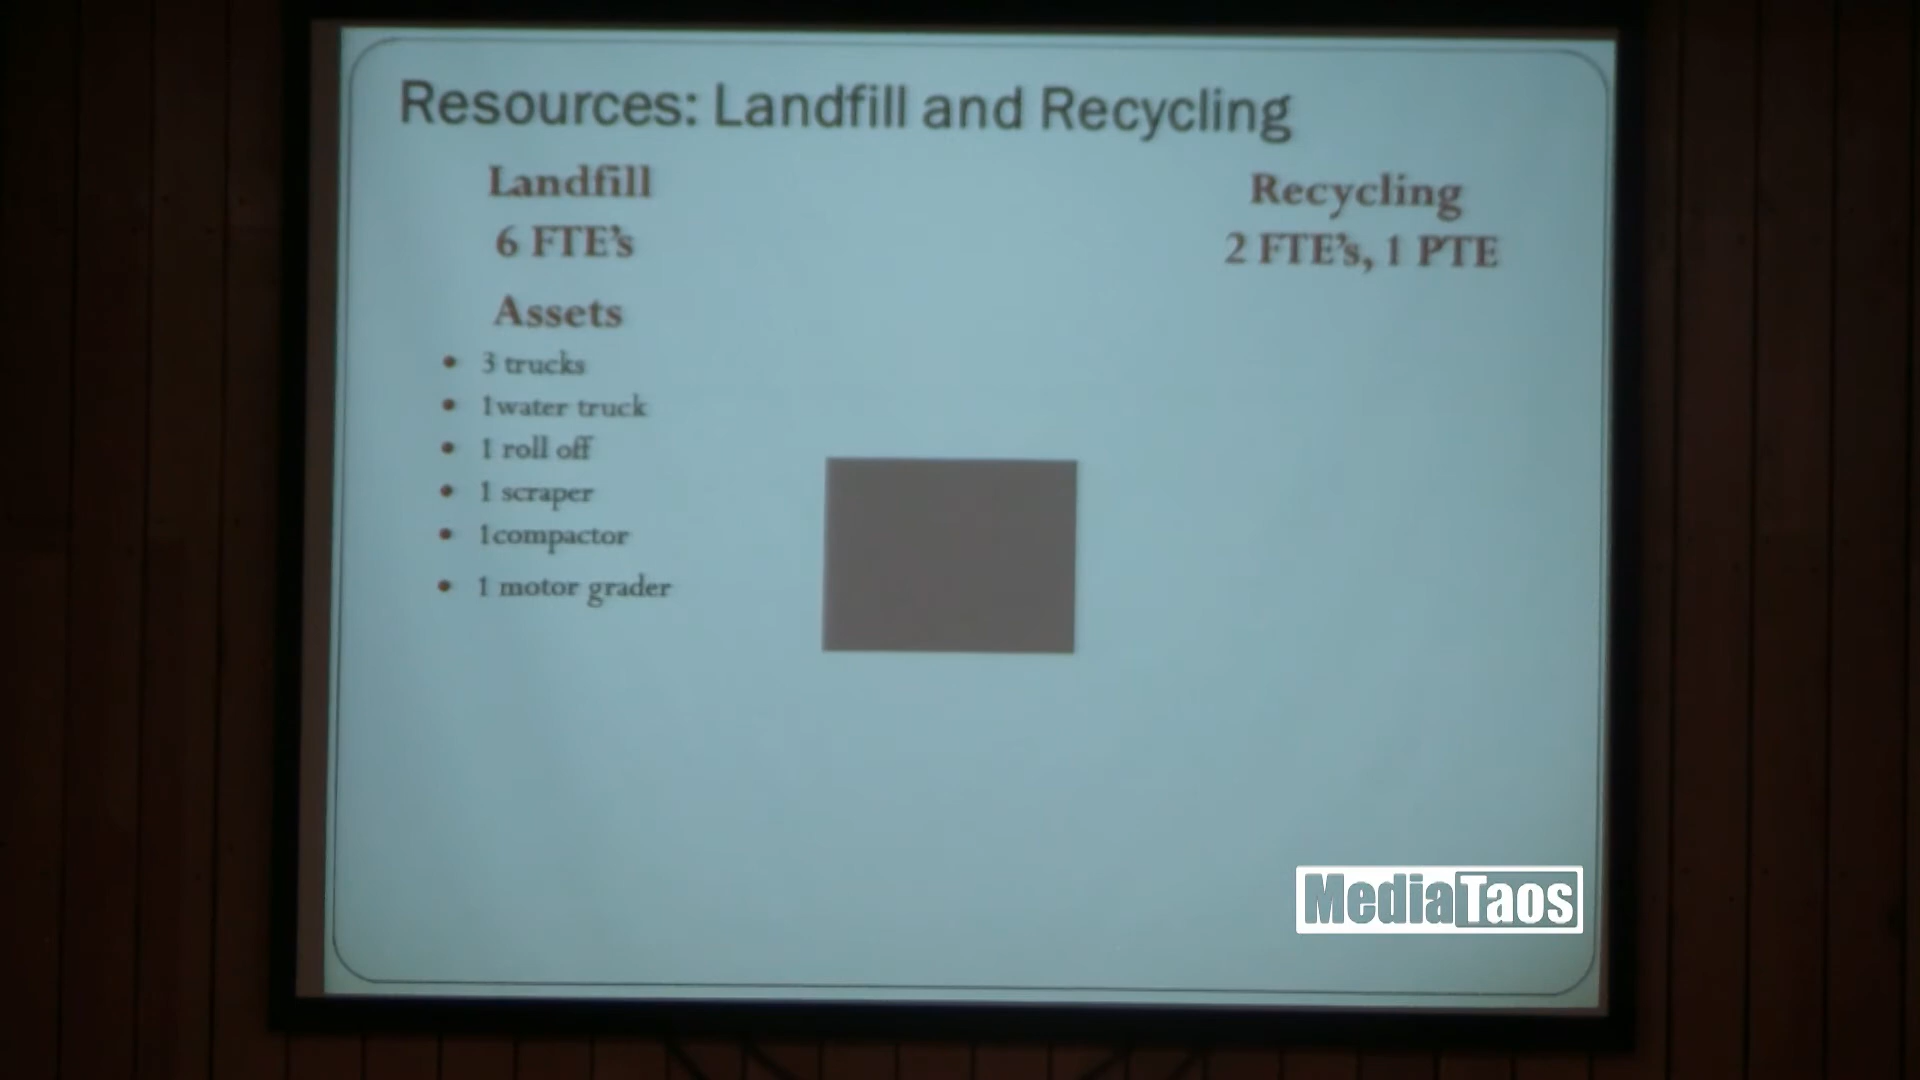 Resources: Landfill and Recycling
Landfill
6 FTE's
Assets
• 3 trucks
• 1water truck
• 1 roll off
• 1 scraper
• 1compactor
• 1 motor grader
Recycling
2 FTE's, 1 PTE
MediaTaos